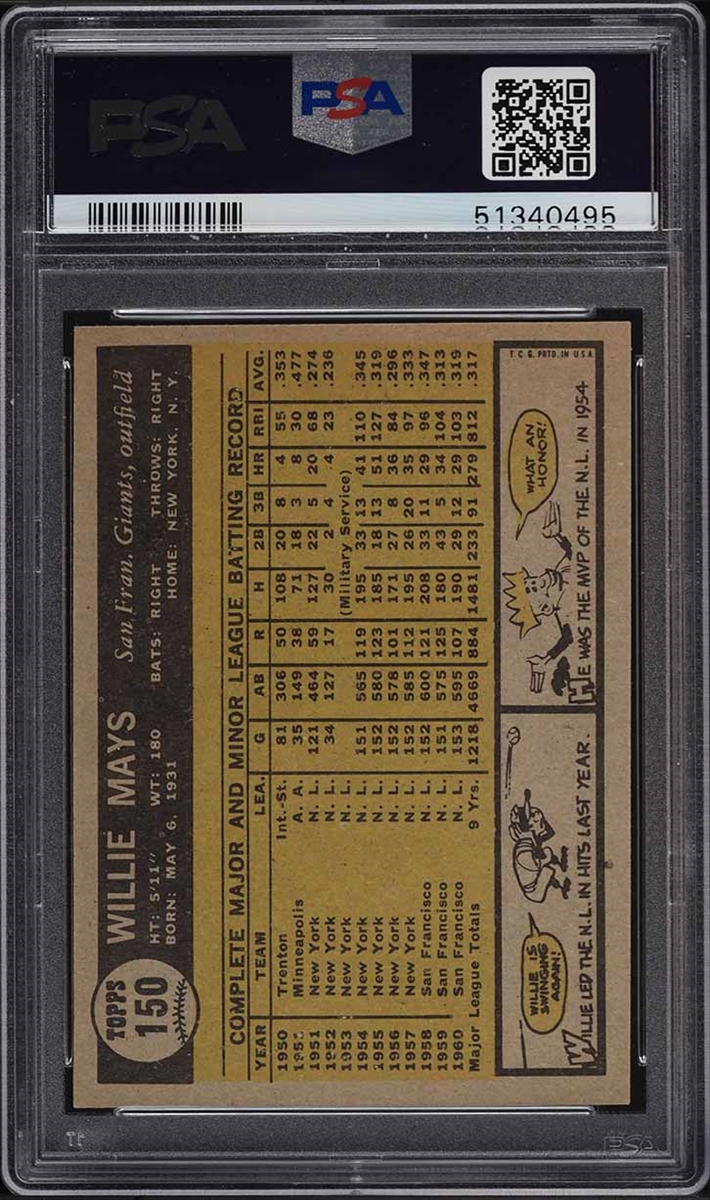 PSA
PSA
51340495
TOPPS
150
WILLIE MAYS San Fran. Giants, outfield
HT: 5'11" WT: 180 BATS: RIGHT THROWS: RIGHT
BORN: MAY 6, 1931 HOME: NEW YORK, N. Y.
COMPLETE MAJOR AND MINOR LEAGUE BATTING RECORD
YEAR TEAM LEA. G AB R H 2B 3B HR RBI AVG.
1950 Trenton Int.-St. 81 306 50 108 20 8 4 55 .353
1951 Minneapolis A. A. 35 149 38 71 18 3 8 30 .477
1951 New York N. L. 121 464 59 127 22 5 20 68 .274
1952 New York N. L. 34 127 17 30 2 4 4 23 .236
1953 New York N. L. (Military Service)
1954 New York N. L. 151 565 119 195 33 13 41 110 .345
1955 New York N. L. 152 580 123 185 18 13 51 127 .319
1956 New York N. L. 152 578 101 171 27 8 36 84 .296
1957 New York N. L. 152 585 112 195 26 20 35 97 .333
1958 San Francisco N. L. 152 600 121 208 33 11 29 96 .347
1959 San Francisco N. L. 151 575 125 180 43 5 34 104 .313
1960 San Francisco N. L. 153 595 107 190 29 12 29 103 .319
Major League Totals 9 Yrs. 1218 4669 884 1481 233 91 279 812 .317
WILLIE IS
SWINGING
AGAIN!
WILLIE LED THE N.L. IN HITS LAST YEAR.
WHAT AN
HONOR!
HE WAS THE MVP OF THE N.L. IN 1954
T. C. G. PRTD. IN U.S.A.
PSA